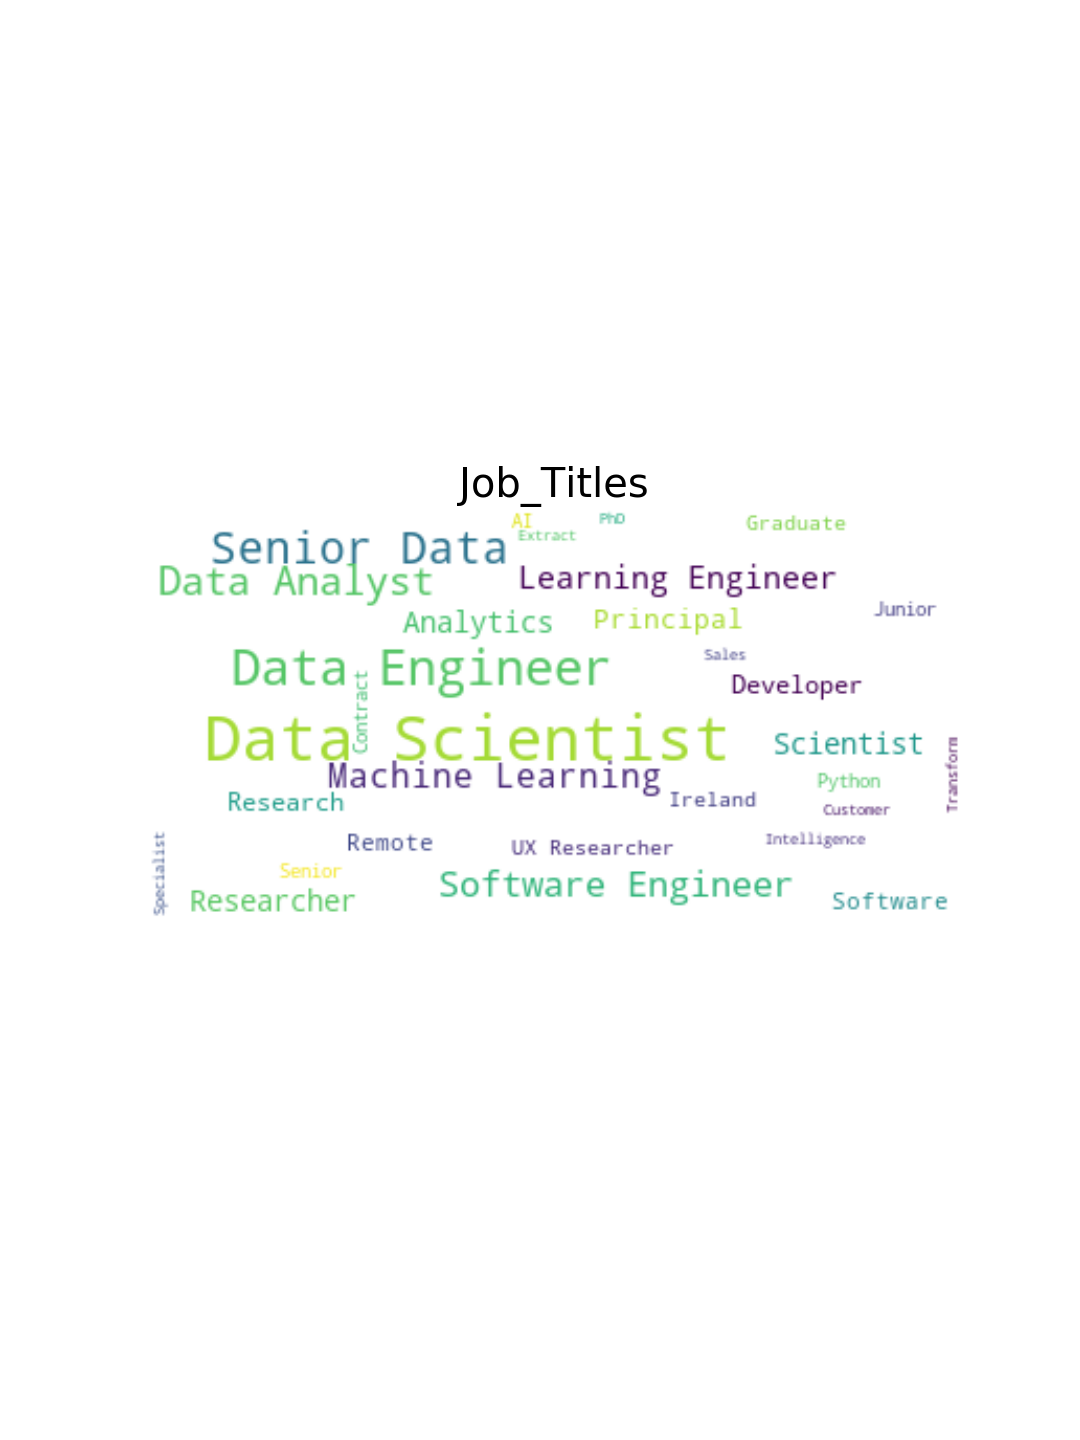 Job_Titles
AI
PhD
Graduate
Extract
Senior Data
Data Analyst
Learning Engineer
Junior
Analytics
Principal
Sales
Data Engineer
Developer
Contract
Data Scientist
Scientist
Transform
Machine Learning
Python
Research
Ireland
Customer
Remote
UX Researcher
Intelligence
Specialist
Senior
Software Engineer
Researcher
Software